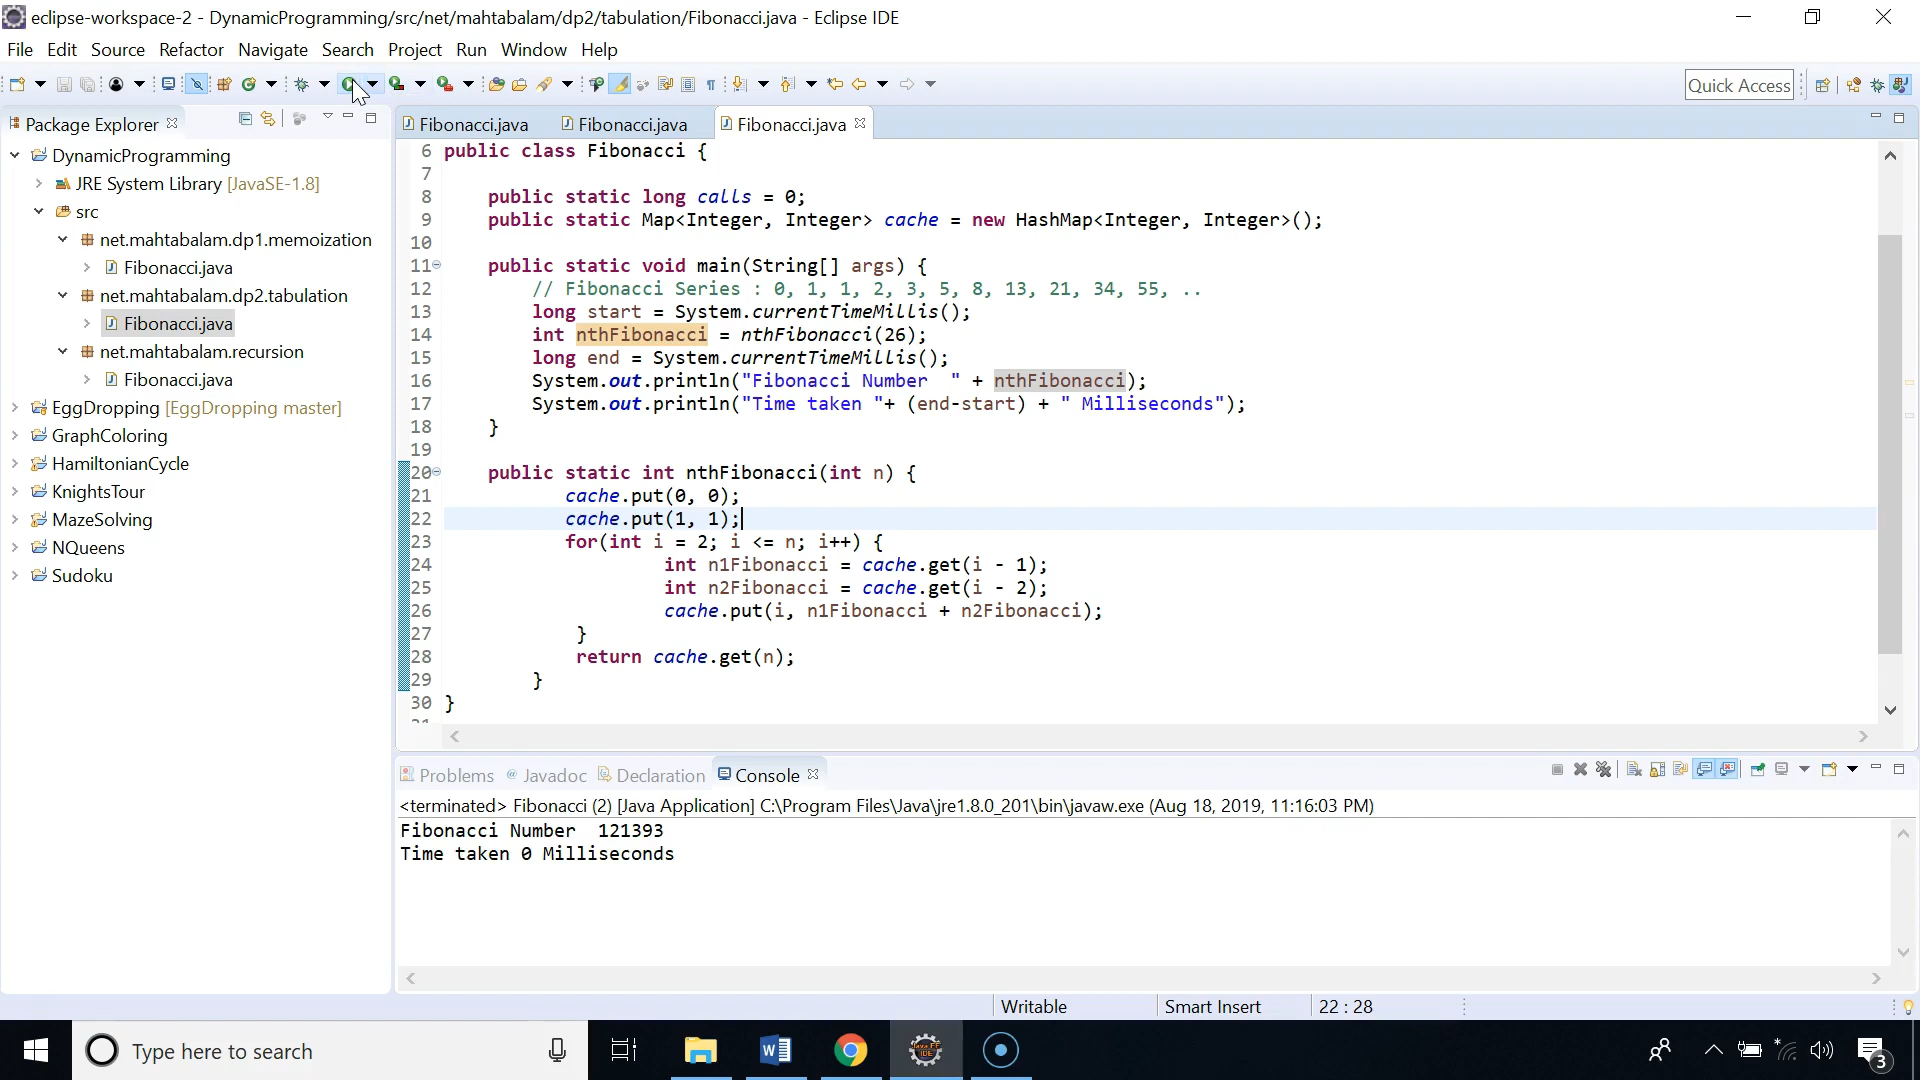 eclipse-workspace-2 - DynamicProgramming/src/net/mahtabalam/dp2/tabulation/Fibonacci.java - Eclipse IDE
File Edit Source Refactor Navigate Search Project Run Window Help
Quick Access
Package Explorer
DynamicProgramming
JRE System Library [JavaSE-1.8]
src
net.mahtabalam.dp1.memoization
Fibonacci.java
net.mahtabalam.dp2.tabulation
Fibonacci.java
net.mahtabalam.recursion
Fibonacci.java
EggDropping [EggDropping master]
GraphColoring
HamiltonianCycle
KnightsTour
MazeSolving
NQueens
Sudoku
Fibonacci.java Fibonacci.java Fibonacci.java
6 public class Fibonacci {
7
8 public static long calls = 0;
9 public static Map<Integer, Integer> cache = new HashMap<Integer, Integer>();
10
11 public static void main(String[] args) {
12 // Fibonacci Series : 0, 1, 1, 2, 3, 5, 8, 13, 21, 34, 55, ..
13 long start = System.currentTimeMillis();
14 int nthFibonacci = nthFibonacci(26);
15 long end = System.currentTimeMillis();
16 System.out.println("Fibonacci Number  " + nthFibonacci);
17 System.out.println("Time taken "+ (end-start) + " Milliseconds");
18 }
19
20 public static int nthFibonacci(int n) {
21 cache.put(0, 0);
22 cache.put(1, 1);
23 for(int i = 2; i <= n; i++) {
24 int n1Fibonacci = cache.get(i - 1);
25 int n2Fibonacci = cache.get(i - 2);
26 cache.put(i, n1Fibonacci + n2Fibonacci);
27 }
28 return cache.get(n);
29 }
30 }
Problems Javadoc Declaration Console
<terminated> Fibonacci (2) [Java Application] C:\Program Files\Java\jre1.8.0_201\bin\javaw.exe (Aug 18, 2019, 11:16:03 PM)
Fibonacci Number  121393
Time taken 0 Milliseconds
Writable Smart Insert 22 : 28
Type here to search
3